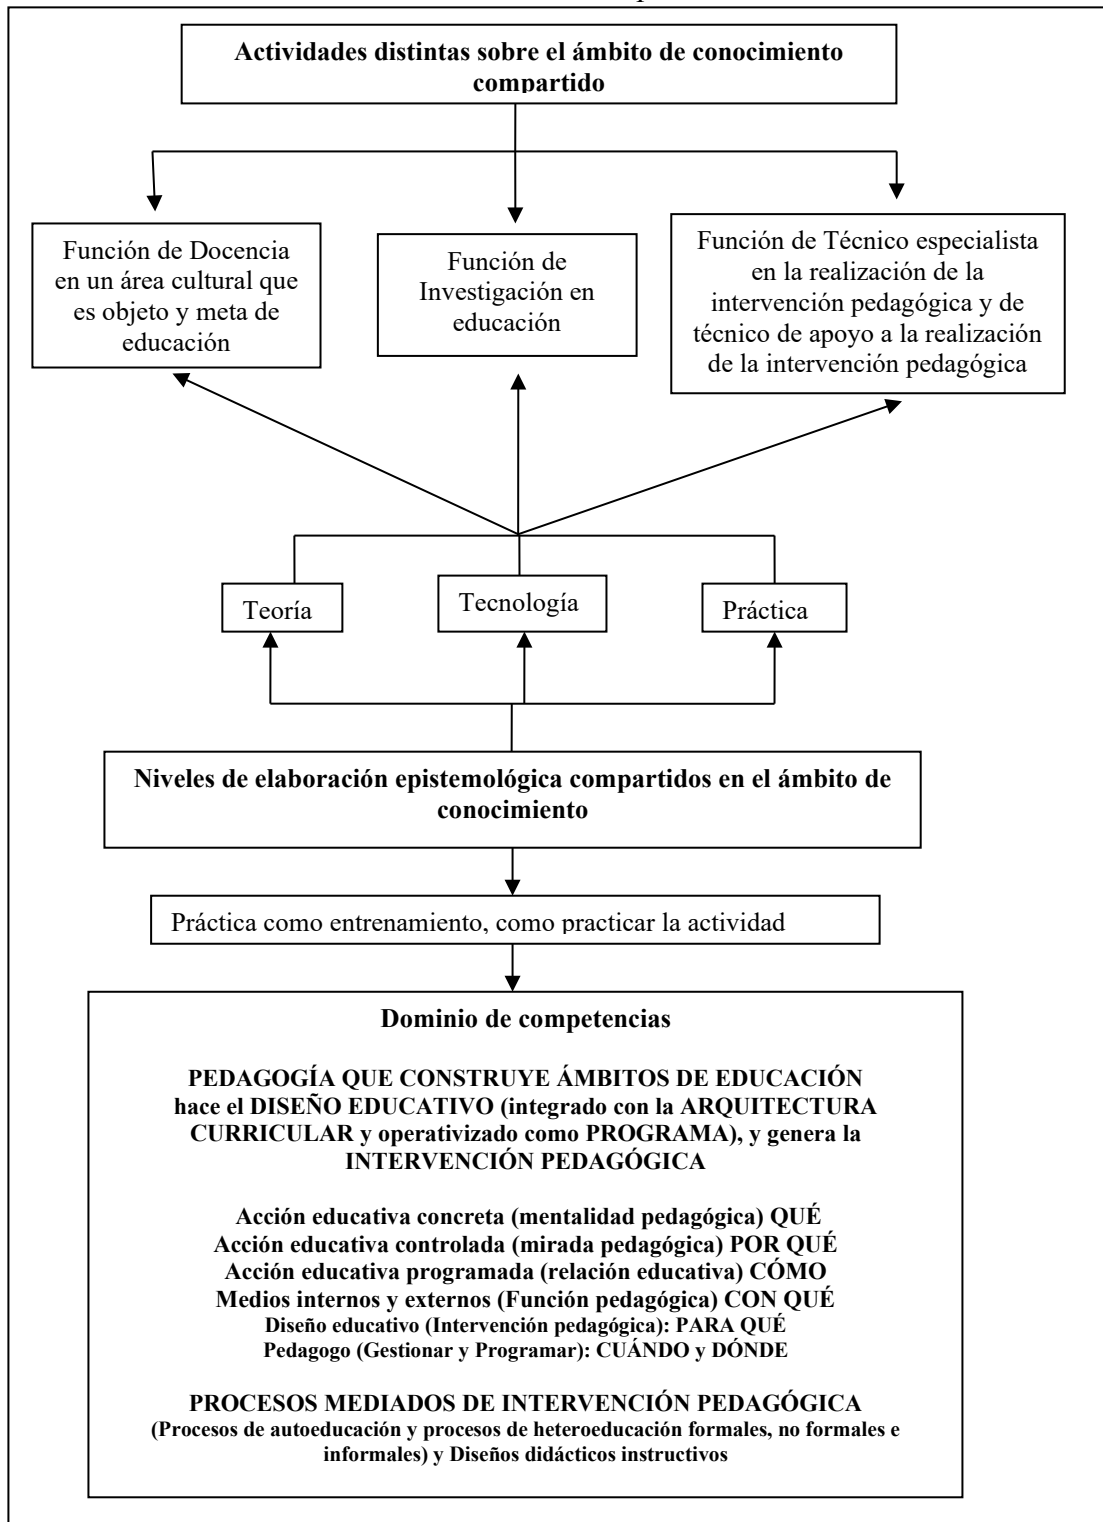 Actividades distintas sobre el ámbito de conocimiento
compartido
Función de Docencia
en un área cultural que
es objeto y meta de
educación
Función de
Investigación en
educación
Función de Técnico especialista
en la realización de la
intervención pedagógica y de
técnico de apoyo a la realización
de la intervención pedagógica
Teoría
Tecnología
Práctica
Niveles de elaboración epistemológica compartidos en el ámbito de
conocimiento
Práctica como entrenamiento, como practicar la actividad
Dominio de competencias
PEDAGOGÍA QUE CONSTRUYE ÁMBITOS DE EDUCACIÓN
hace el DISEÑO EDUCATIVO (integrado con la ARQUITECTURA
CURRICULAR y operativizado como PROGRAMA), y genera la
INTERVENCIÓN PEDAGÓGICA
Acción educativa concreta (mentalidad pedagógica) QUÉ
Acción educativa controlada (mirada pedagógica) POR QUÉ
Acción educativa programada (relación educativa) CÓMO
Medios internos y externos (Función pedagógica) CON QUÉ
Diseño educativo (Intervención pedagógica): PARA QUÉ
Pedagogo (Gestionar y Programar): CUÁNDO y DÓNDE
PROCESOS MEDIADOS DE INTERVENCIÓN PEDAGÓGICA
(Procesos de autoeducación y procesos de heteroeducación formales, no formales e
informales) y Diseños didácticos instructivos